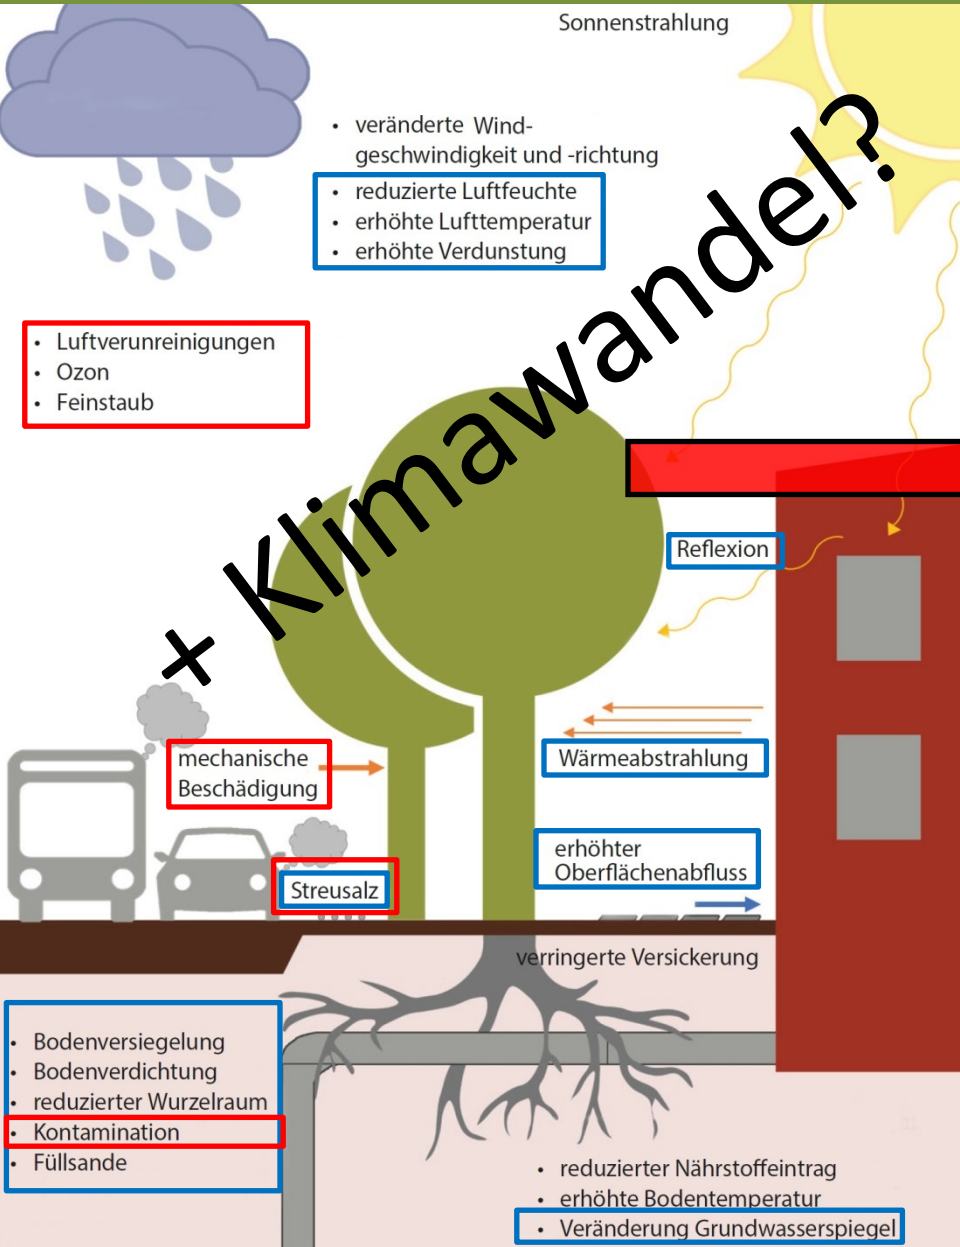 Sonnenstrahlung
• veränderte Wind-
geschwindigkeit und -richtung
• reduzierte Luftfeuchte
• erhöhte Lufttemperatur
• erhöhte Verdunstung
• Luftverunreinigungen
• Ozon
• Feinstaub
+ Klimawandel?
Reflexion
mechanische
Beschädigung
Wärmeabstrahlung
erhöhter
Oberflächenabfluss
Streusalz
verringerte Versickerung
• Bodenversiegelung
• Bodenverdichtung
• reduzierter Wurzelraum
• Kontamination
• Füllsande
• reduzierter Nährstoffeintrag
• erhöhte Bodentemperatur
• Veränderung Grundwasserspiegel